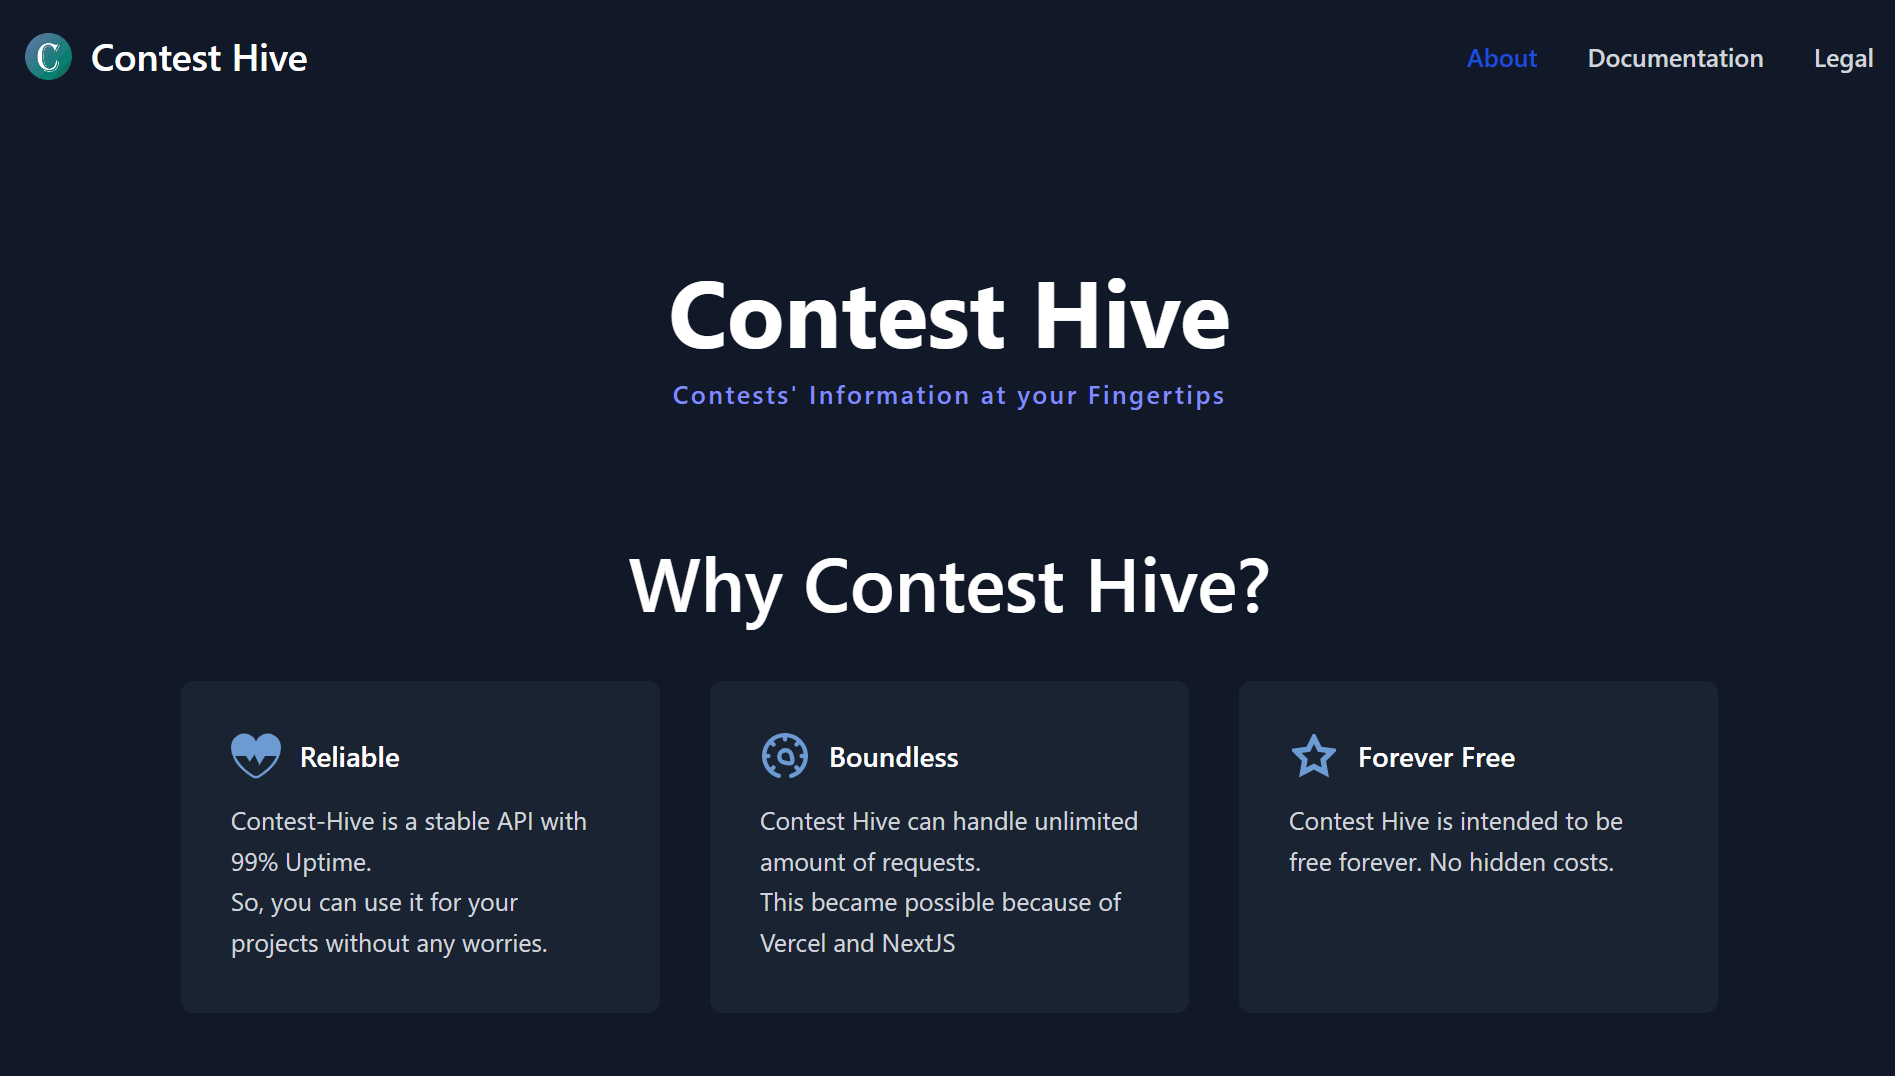 C Contest Hive
About Documentation Legal
Contest Hive
Contests' Information at your Fingertips
Why Contest Hive?
Reliable
Contest-Hive is a stable API with
99% Uptime.
So, you can use it for your
projects without any worries.
Boundless
Contest Hive can handle unlimited
amount of requests.
This became possible because of
Vercel and NextJS
Forever Free
Contest Hive is intended to be
free forever. No hidden costs.